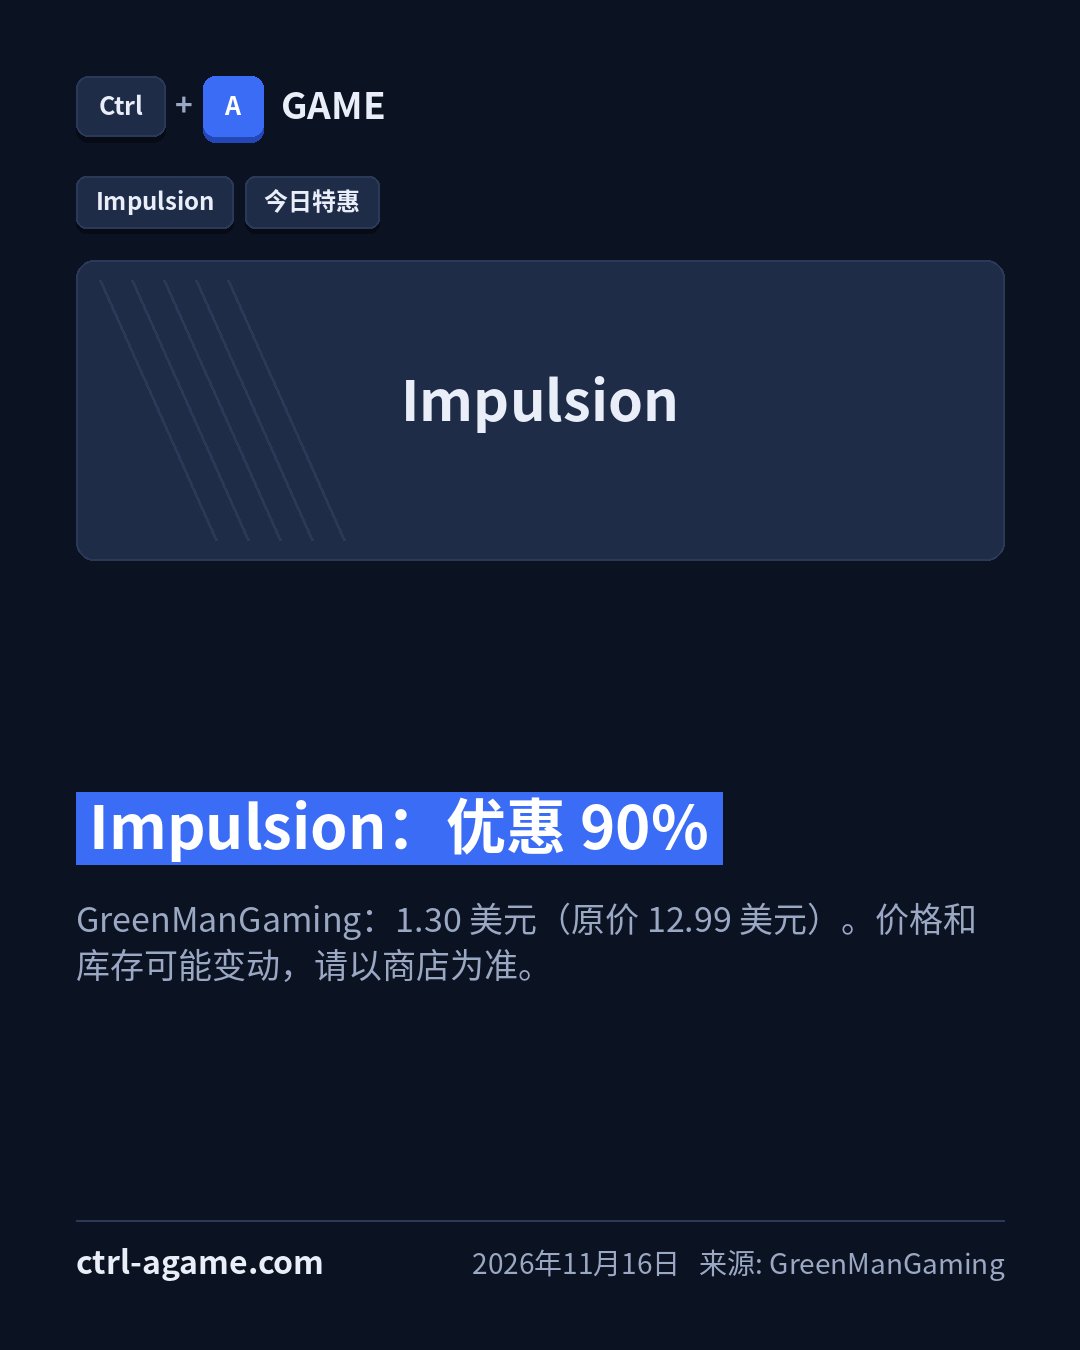 Ctrl + A GAME
Impulsion 今日特惠
Impulsion
Impulsion：优惠 90%
GreenManGaming：1.30 美元（原价 12.99 美元）。价格和
库存可能变动，请以商店为准。
ctrl-agame.com 2026年11月16日 来源: GreenManGaming